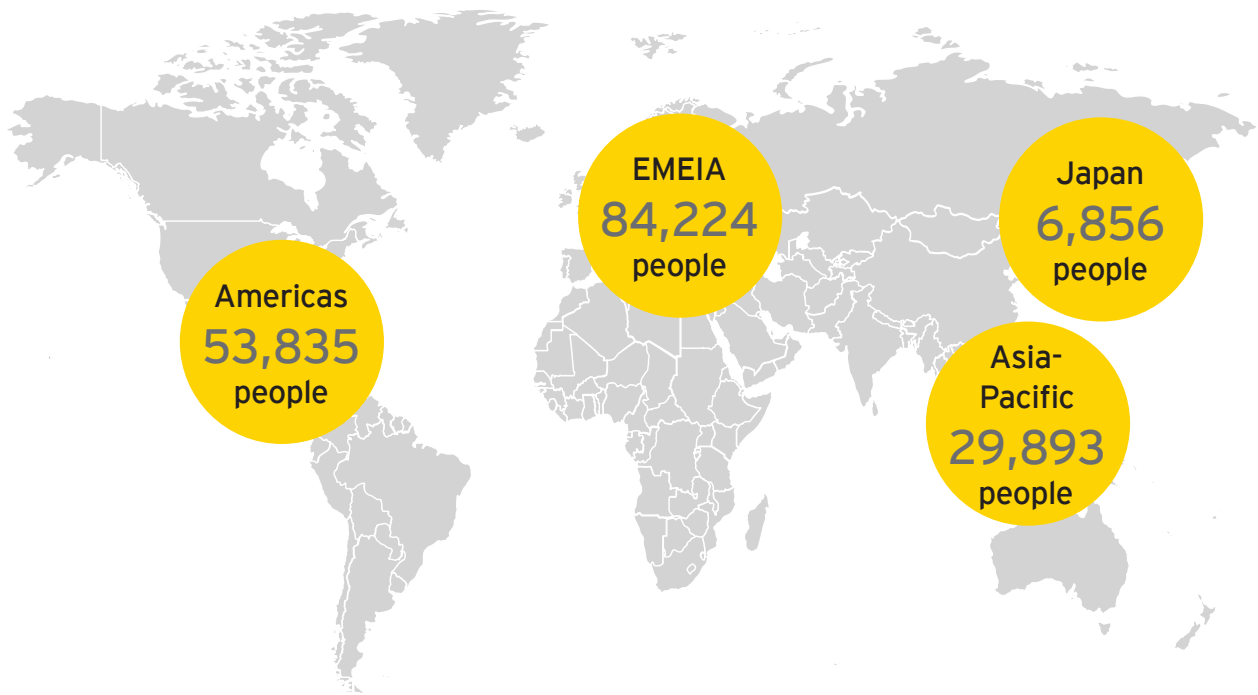 EMEIA
84,224
people
Japan
6,856
people
Americas
53,835
people
Asia-
Pacific
29,893
people